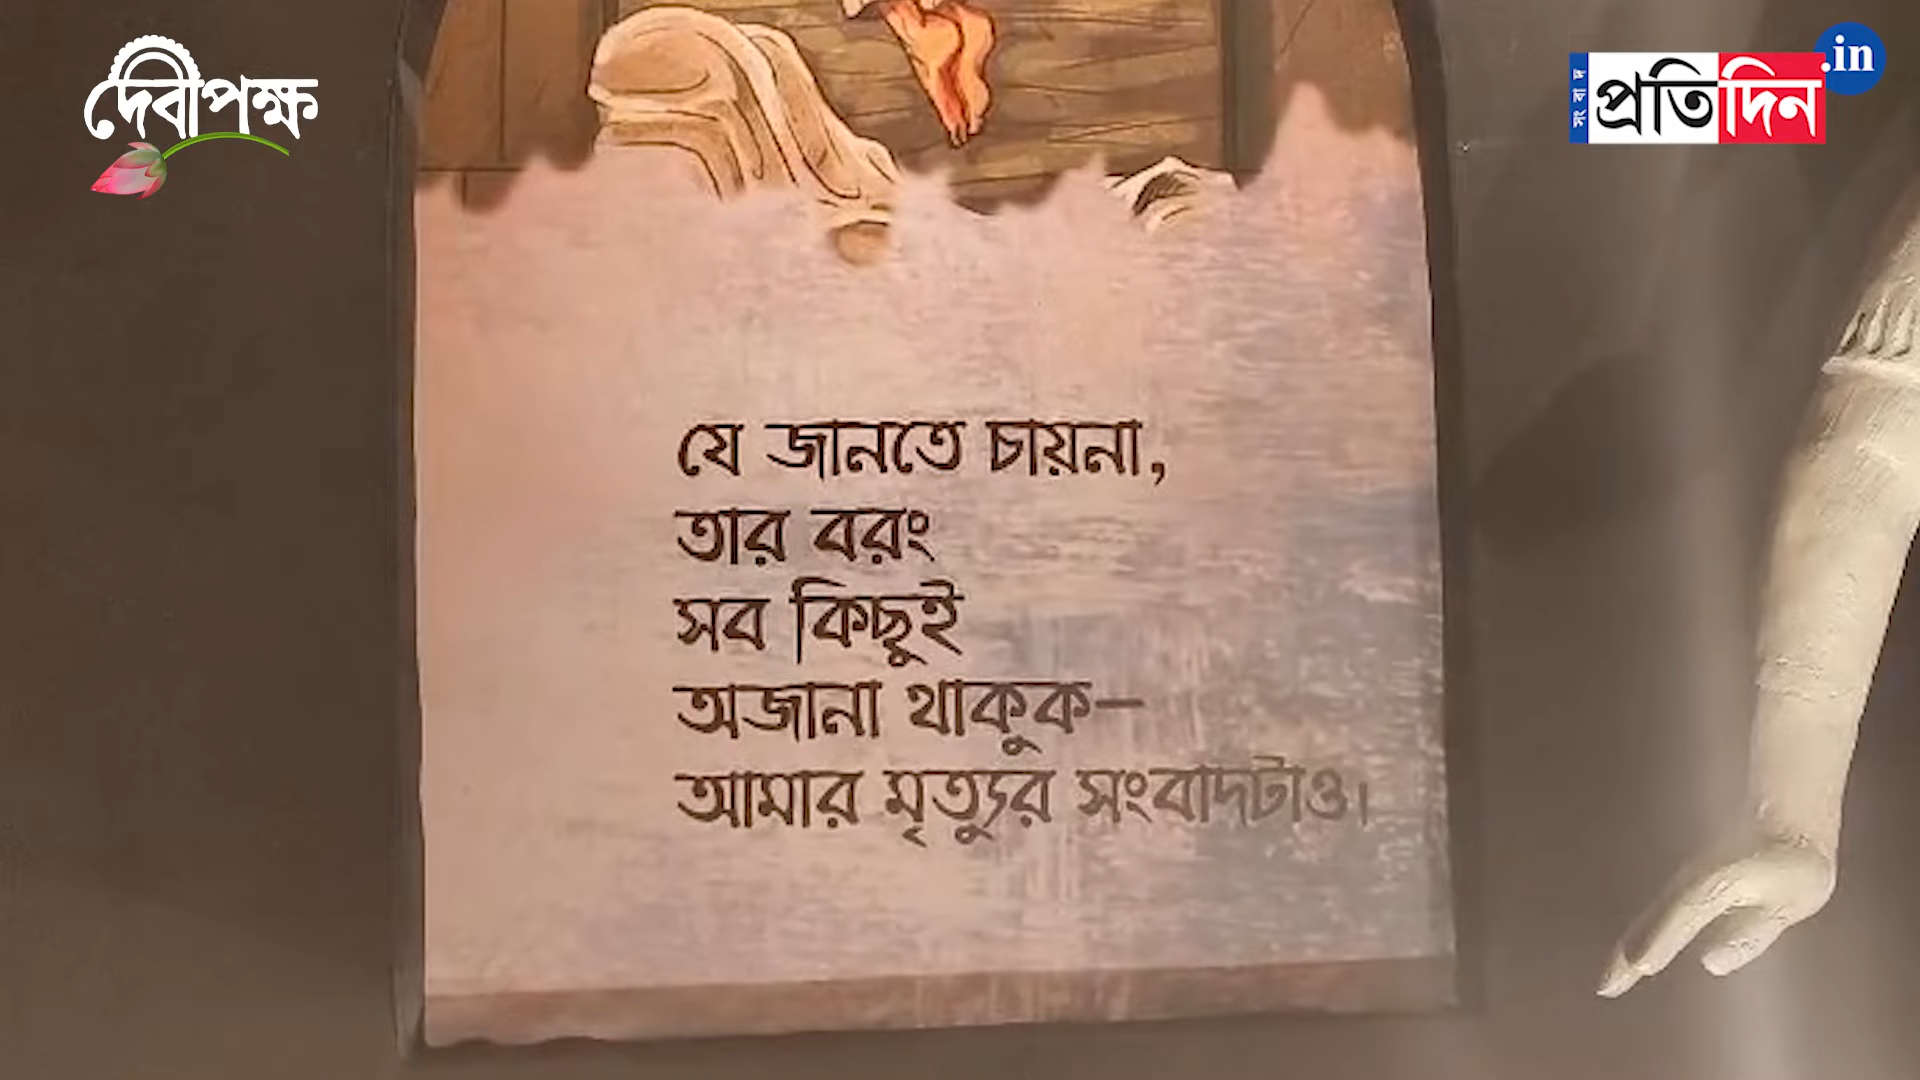 দেবীপক্ষ
সংবাদ প্রতিদিন .in
যে জানতে চায়না,
তার বরং
সব কিছুই
অজানা থাকুক—
আমার মৃত্যুর সংবাদটাও।